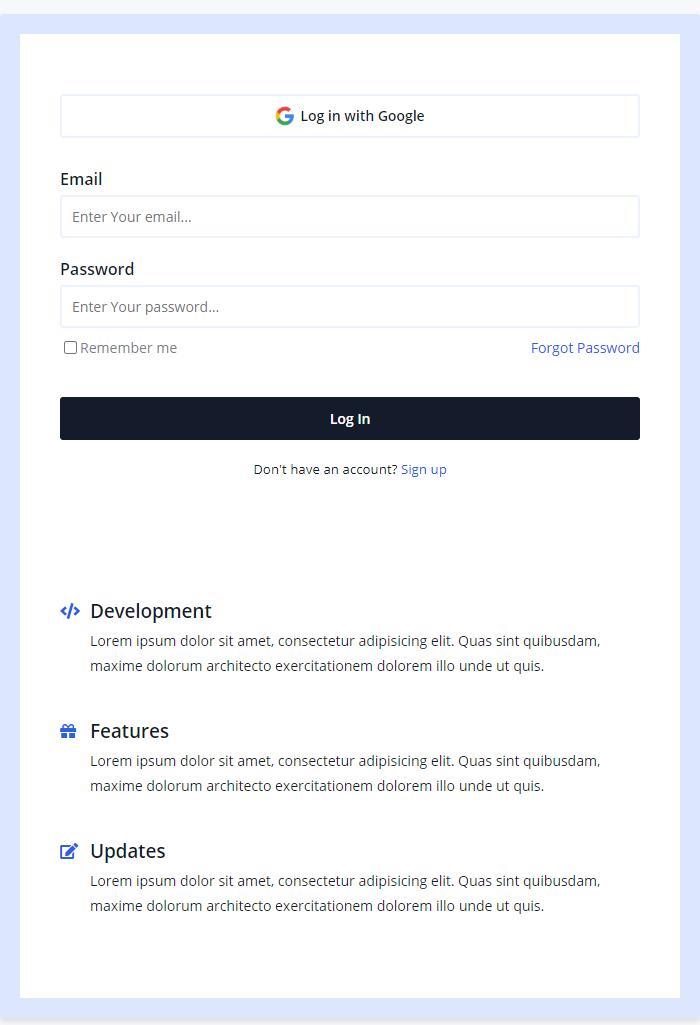 Log in with Google
Email
Enter Your email...
Password
Enter Your password...
Remember me
Forgot Password
Log In
Don't have an account? Sign up
Development
Lorem ipsum dolor sit amet, consectetur adipisicing elit. Quas sint quibusdam,
maxime dolorum architecto exercitationem dolorem illo unde ut quis.
Features
Lorem ipsum dolor sit amet, consectetur adipisicing elit. Quas sint quibusdam,
maxime dolorum architecto exercitationem dolorem illo unde ut quis.
Updates
Lorem ipsum dolor sit amet, consectetur adipisicing elit. Quas sint quibusdam,
maxime dolorum architecto exercitationem dolorem illo unde ut quis.